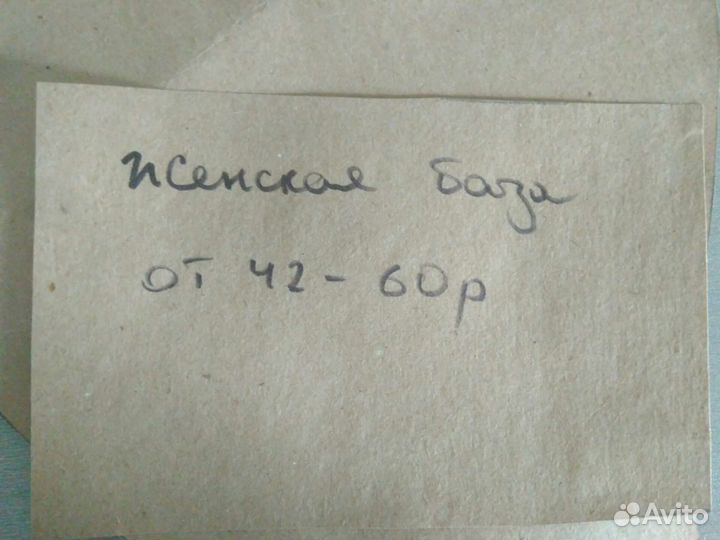 Женская база
от 42 - 60р
Avito